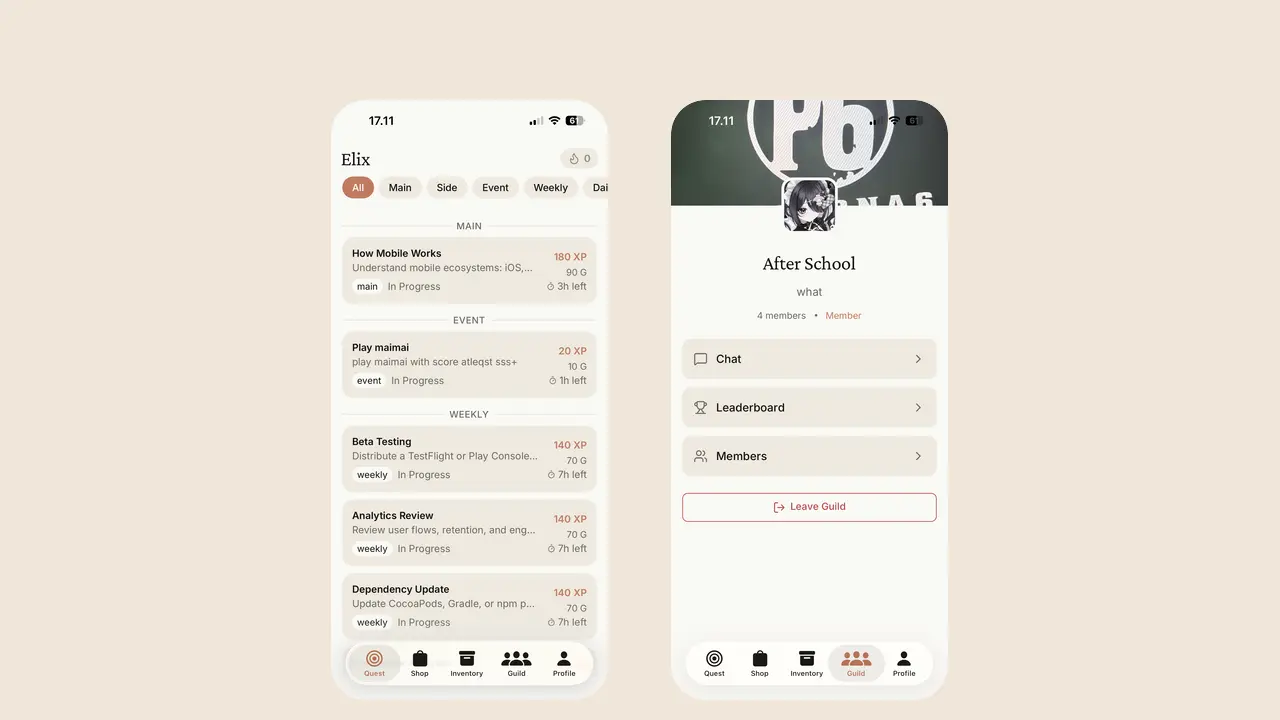 17.11
61
Elix
0
All
Main
Side
Event
Weekly
Dai
MAIN
How Mobile Works
180 XP
Understand mobile ecosystems: iOS,...
90 G
main
In Progress
3h left
EVENT
Play maimai
20 XP
play maimai with score atleqst sss+
10 G
event
In Progress
1h left
WEEKLY
Beta Testing
140 XP
Distribute a TestFlight or Play Console...
70 G
weekly
In Progress
7h left
Analytics Review
140 XP
Review user flows, retention, and eng...
70 G
weekly
In Progress
7h left
Dependency Update
140 XP
Update CocoaPods, Gradle, or npm p...
70 G
weekly
In Progress
7h left
Quest
Shop
Inventory
Guild
Profile
17.11
61
P6
After School
what
4 members • Member
Chat
Leaderboard
Members
Leave Guild
Quest
Shop
Inventory
Guild
Profile